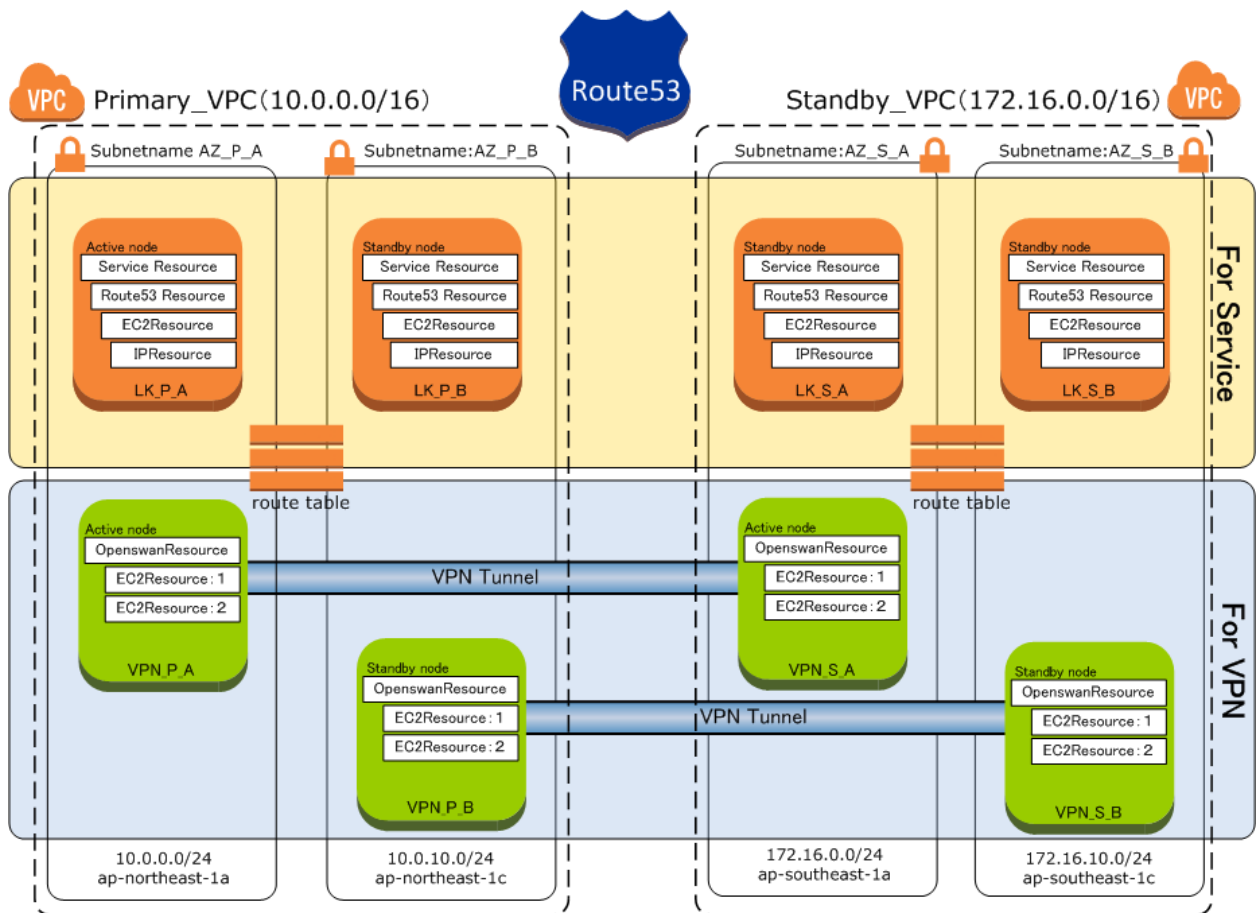 Route53
VPC
Primary_VPC(10.0.0.0/16)
Standby_VPC(172.16.0.0/16)
VPC
Subnetname AZ_P_A
Subnetname:AZ_P_B
Subnetname:AZ_S_A
Subnetname:AZ_S_B
Active node
Service Resource
Route53 Resource
EC2Resource
IPResource
LK_P_A
Standby node
Service Resource
Route53 Resource
EC2Resource
IPResource
LK_P_B
Standby node
Service Resource
Route53 Resource
EC2Resource
IPResource
LK_S_A
Standby node
Service Resource
Route53 Resource
EC2Resource
IPResource
LK_S_B
For Service
route table
route table
Active node
OpenswanResource
EC2Resource:1
EC2Resource:2
VPN_P_A
VPN Tunnel
Active node
OpenswanResource
EC2Resource:1
EC2Resource:2
VPN_S_A
Standby node
OpenswanResource
EC2Resource:1
EC2Resource:2
VPN_P_B
VPN Tunnel
Standby node
OpenswanResource
EC2Resource:1
EC2Resource:2
VPN_S_B
For VPN
10.0.0.0/24
ap-northeast-1a
10.0.10.0/24
ap-northeast-1c
172.16.0.0/24
ap-southeast-1a
172.16.10.0/24
ap-southeast-1c